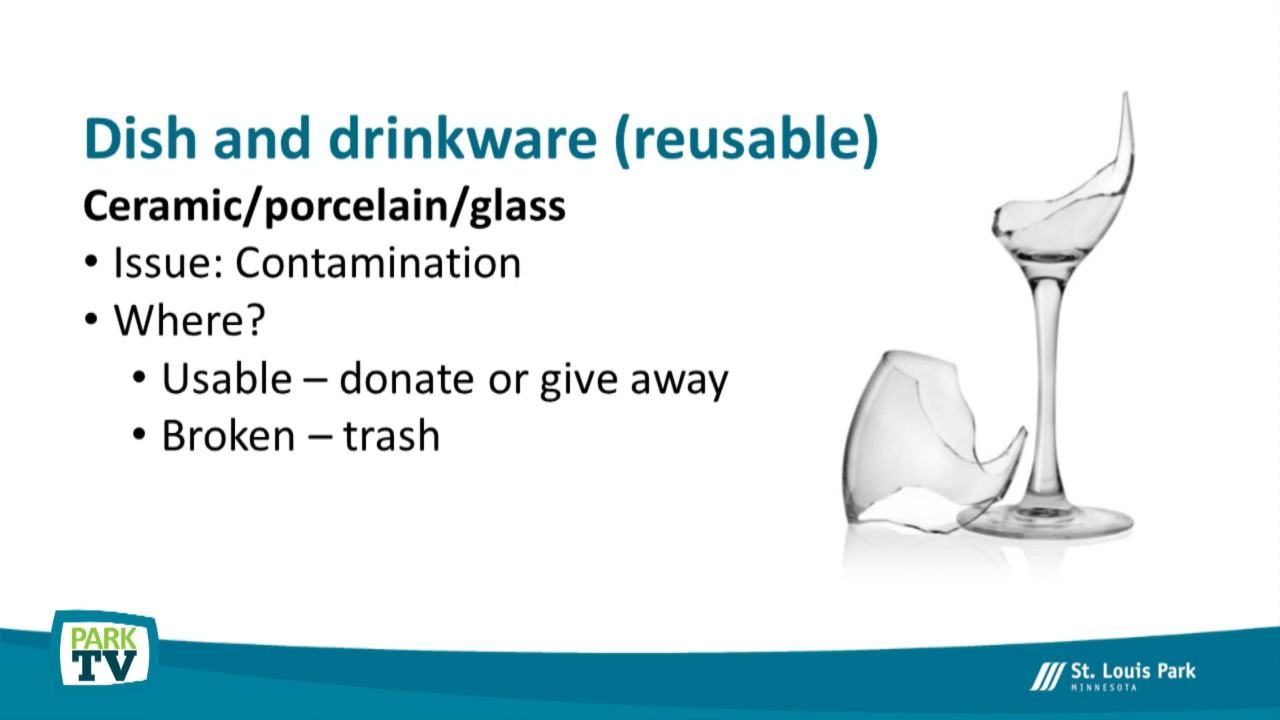 Dish and drinkware (reusable)
Ceramic/porcelain/glass
• Issue: Contamination
• Where?
• Usable – donate or give away
• Broken – trash
PARK
TV
St. Louis Park
MINNESOTA